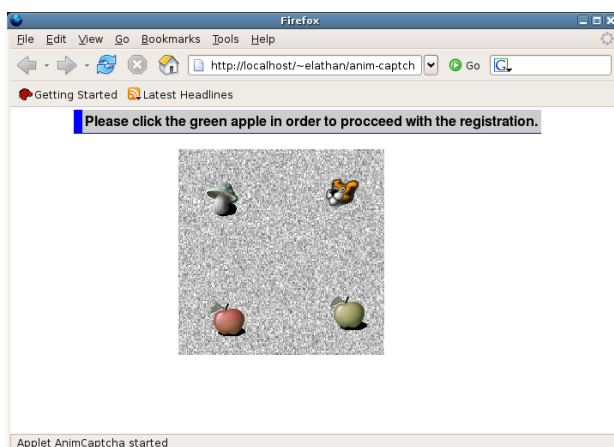 Firefox
File Edit View Go Bookmarks Tools Help
http://localhost/~elathan/anim-captch Go G
Getting Started Latest Headlines
Please click the green apple in order to procceed with the registration.
Applet AnimCaptcha started